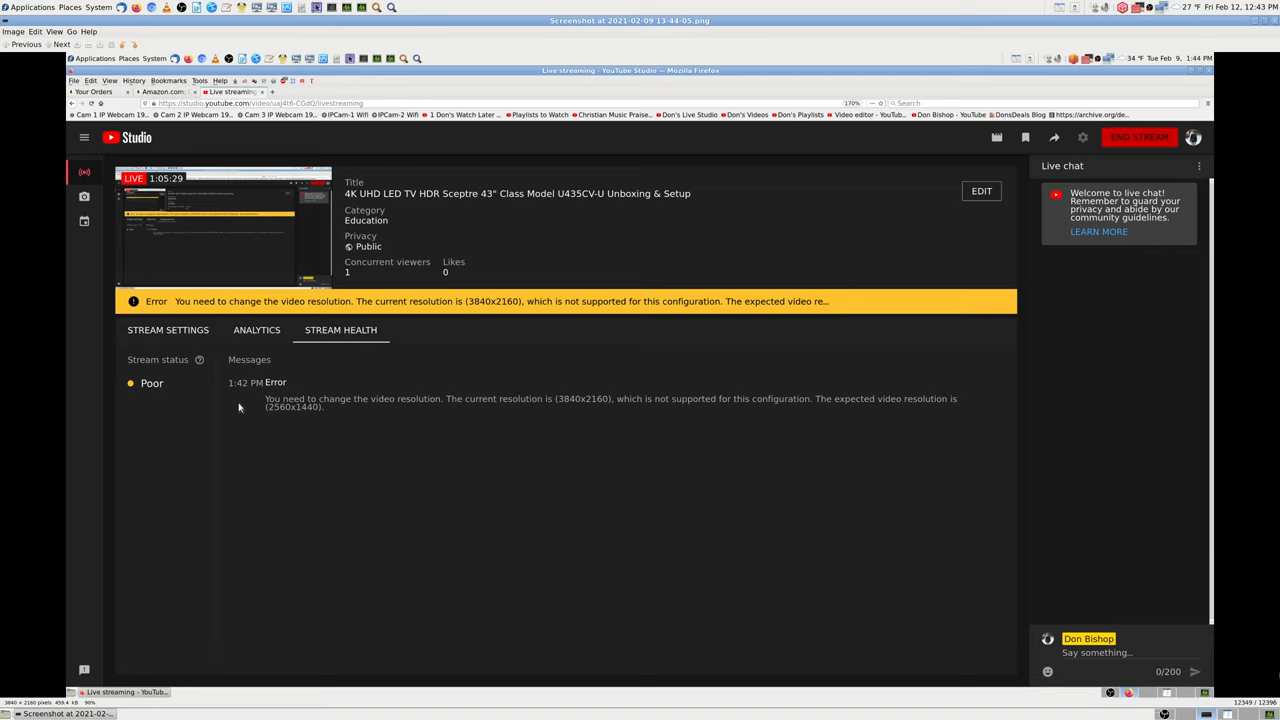 Applications Places System
27 °F Fri Feb 12, 12:43 PM
Screenshot at 2021-02-09 13-44-05.png
Image Edit View Go Help
Previous Next
Applications Places System
34 °F Tue Feb 9, 1:44 PM
Live streaming - YouTube Studio — Mozilla Firefox
File Edit View History Bookmarks Tools Help
Your Orders
Amazon.com:
Live streaming
https://studio.youtube.com/video/uaJ4t6-CGdQ/livestreaming
170%
Search
Cam 1 IP Webcam 19... Cam 2 IP Webcam 19... Cam 3 IP Webcam 19... IPCam-1 Wifi IPCam-2 Wifi 1 Don's Watch Later ... Playlists to Watch Christian Music Praise... Don's Live Studio Don's Videos Video editor - YouTub... Don's Playlists Don Bishop - YouTube DonsDeals Blog https://archive.org/de...
Studio
END STREAM
LIVE 1:05:29
Title
4K UHD LED TV HDR Sceptre 43" Class Model U435CV-U Unboxing & Setup
EDIT
Category
Education
Privacy
Public
Concurrent viewers Likes
1 0
Error You need to change the video resolution. The current resolution is (3840x2160), which is not supported for this configuration. The expected video re...
STREAM SETTINGS ANALYTICS STREAM HEALTH
Stream status
Messages
Poor
1:42 PM Error
You need to change the video resolution. The current resolution is (3840x2160), which is not supported for this configuration. The expected video resolution is
(2560x1440).
Live chat
Welcome to live chat!
Remember to guard your
privacy and abide by our
community guidelines.
LEARN MORE
Don Bishop
Say something...
0/200
Live streaming - YouTub...
3840 × 2160 pixels 459.4 kB 90%
12349 / 12396
Screenshot at 2021-02-...